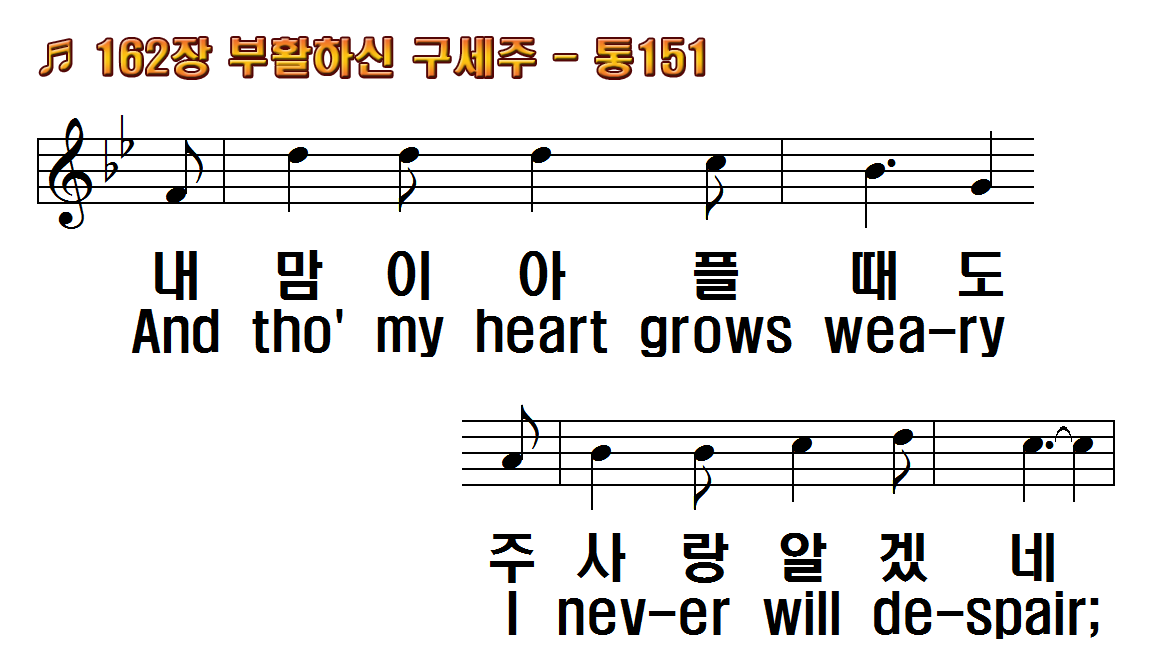 ♬ 162장 부활하신 구세주 - 통151
내 맘 이 아 플 때 도
And tho' my heart grows wea-ry
주 사 랑 알 겠 네
I nev-er will de-spair;